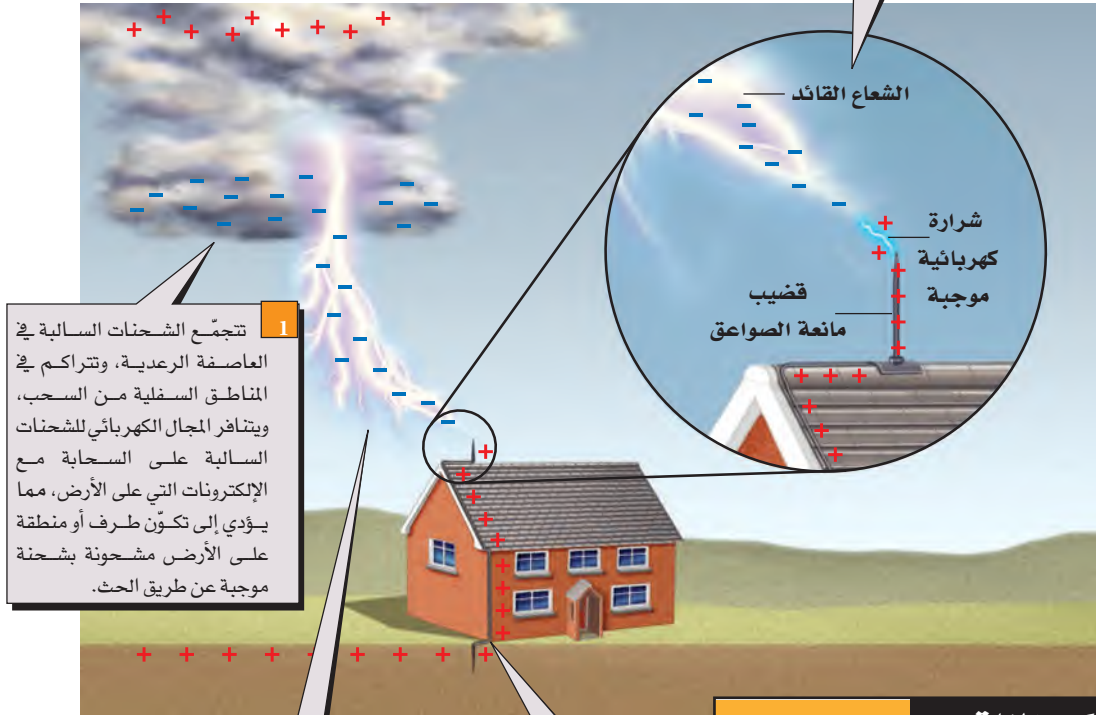 الشعاع القائد
شرارة
كهربائية
موجبة
قضيب
مانعة الصواعق
1 تتجمّع الشحنات السالبة في
العاصفة الرعدية، وتتراكم في
المناطق السفلية من السحب،
ويتنافر المجال الكهربائي للشحنات
السالبة على السحابة مع
الإلكترونات التي على الأرض، مما
يؤدي إلى تكوّن طرف أو منطقة
على الأرض مشحونة بشحنة
موجبة عن طريق الحث.